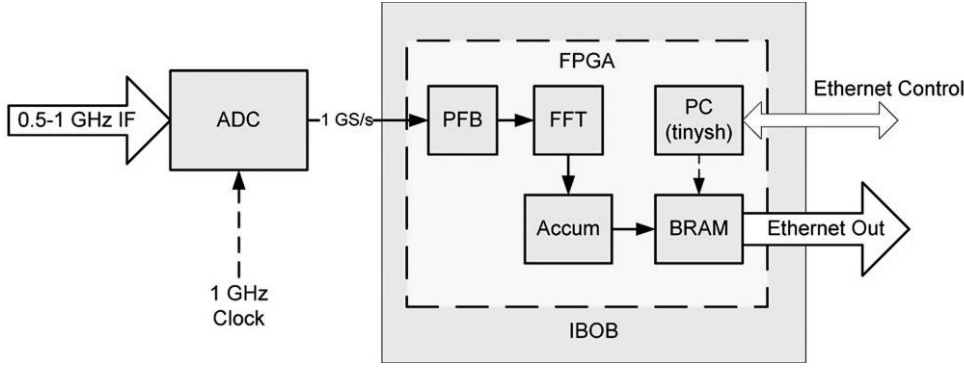 FPGA
Ethernet Control
0.5-1 GHz IF
ADC
1 GS/s
PFB
FFT
PC
(tinysh)
Accum
BRAM
Ethernet Out
1 GHz
Clock
IBOB